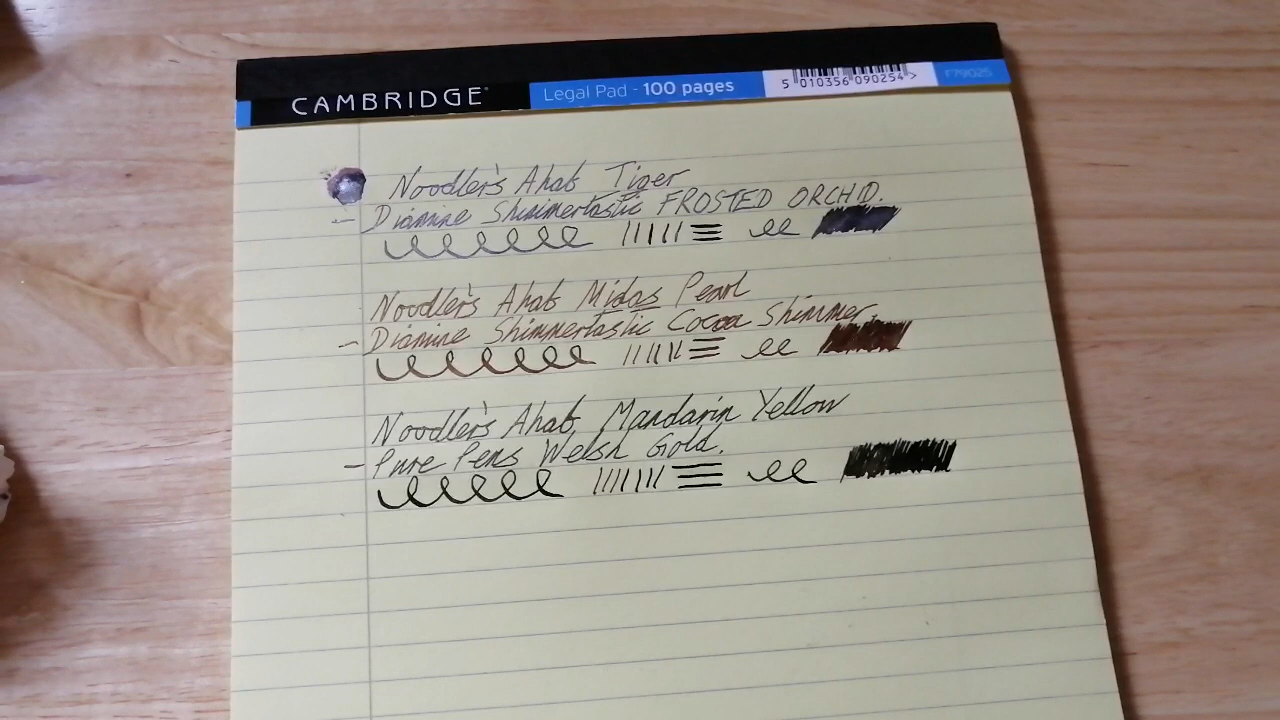 CAMBRIDGE
Legal Pad - 100 pages
5 010356 090254 >
F79025
Noodler's Ahab Tiger
- Diamine Shimmertastic FROSTED ORCHID.
Noodler's Ahab Midas Pearl
- Diamine Shimmertastic Cocoa Shimmer.
Noodler's Ahab Mandarin Yellow
- Pure Pens Welsh Gold.